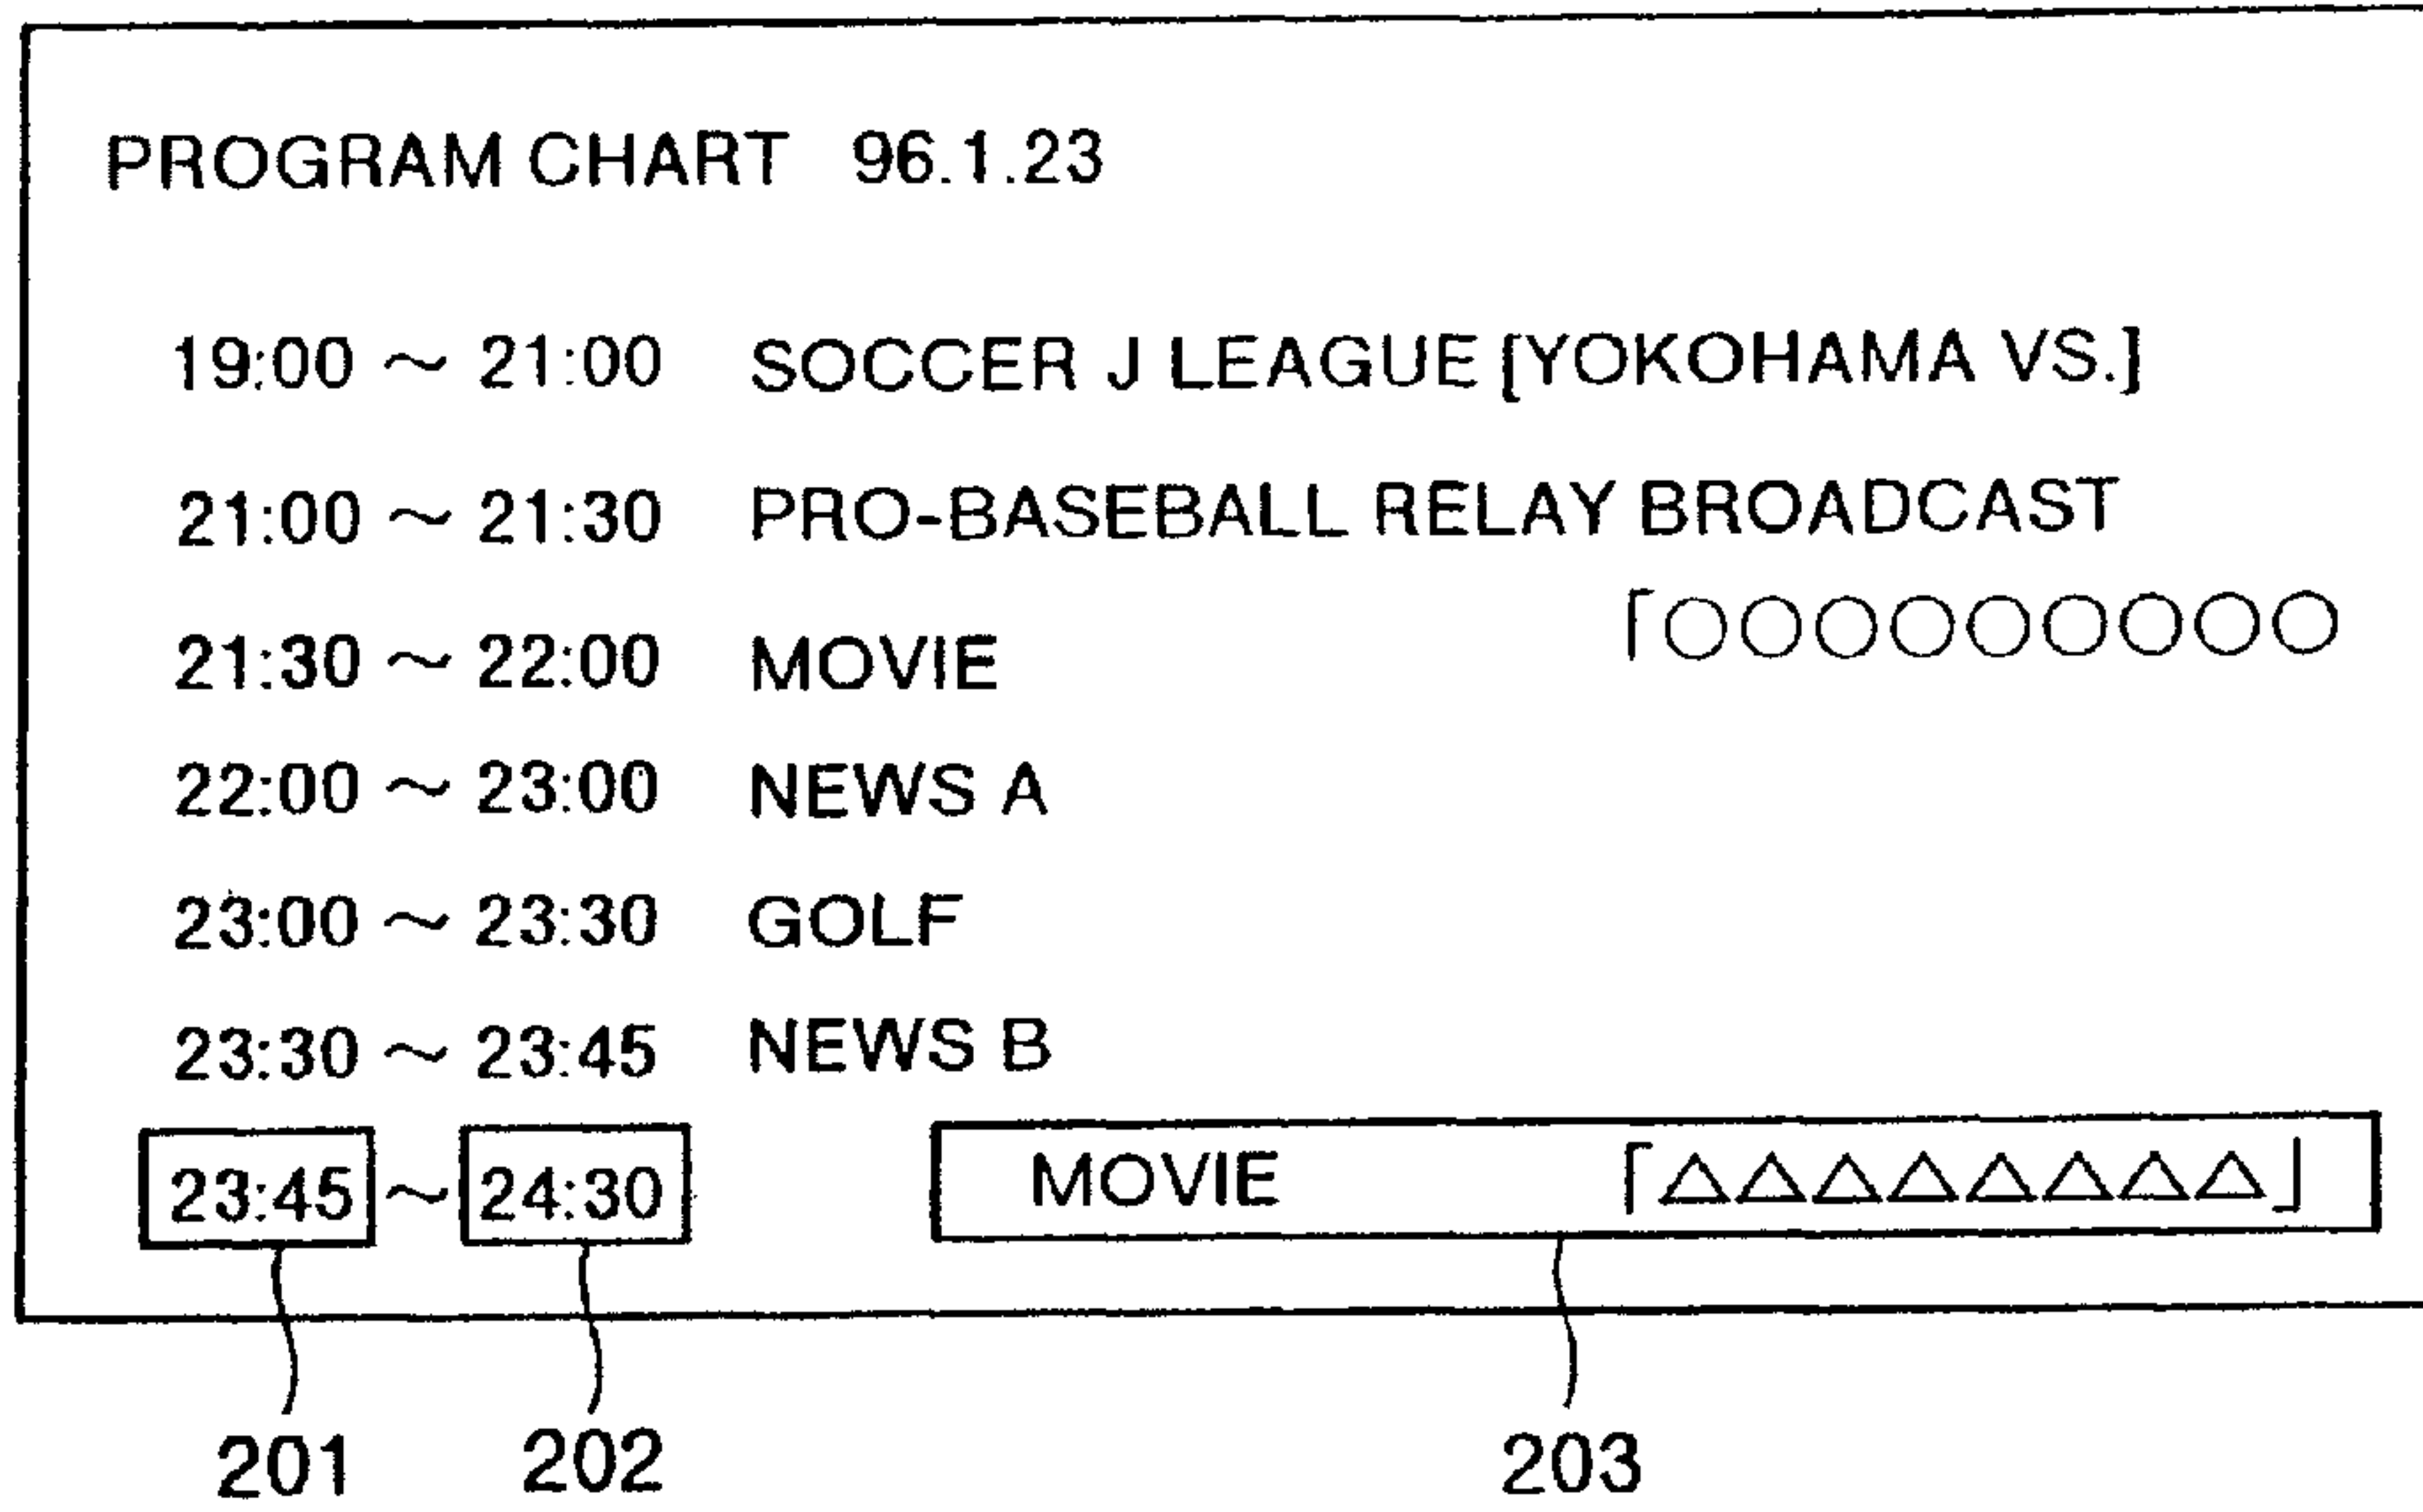 PROGRAM CHART 96.1.23
19:00 ~ 21:00 SOCCER J LEAGUE [YOKOHAMA VS.]
21:00 ~ 21:30 PRO-BASEBALL RELAY BROADCAST
21:30 ~ 22:00 MOVIE 「○○○○○○○○○
22:00 ~ 23:00 NEWS A
23:00 ~ 23:30 GOLF
23:30 ~ 23:45 NEWS B
23:45 ~ 24:30 MOVIE 「△△△△△△△△」
201 202 203